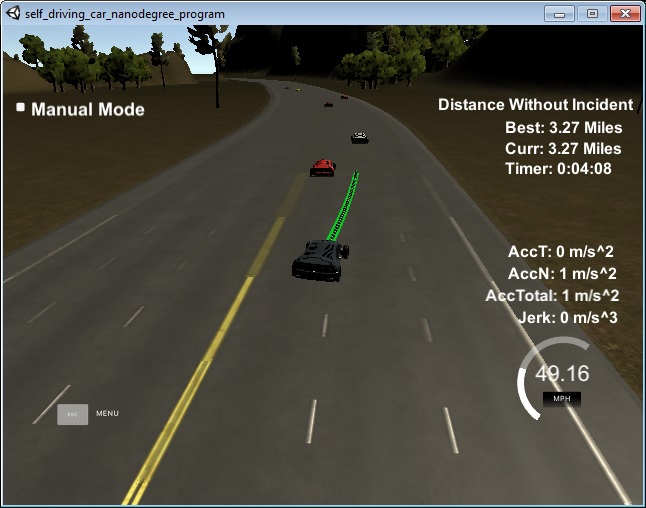 self_driving_car_nanodegree_program
Manual Mode
Distance Without Incident
Best: 3.27 Miles
Curr: 3.27 Miles
Timer: 0:04:08
AccT: 0 m/s^2
AccN: 1 m/s^2
AccTotal: 1 m/s^2
Jerk: 0 m/s^3
49.16
MPH
ESC MENU